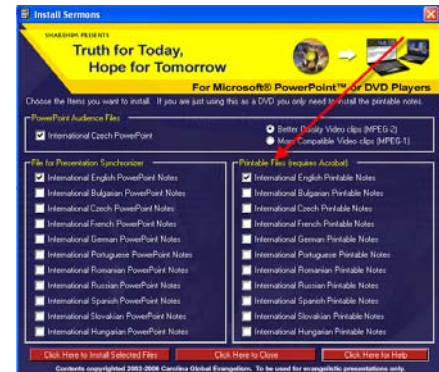 Install Sermons
SHAREHIM PRESENTS
Truth for Today,
Hope for Tomorrow
For Microsoft® PowerPoint™ or DVD Players
Choose the Items you want to install. If you are just using this as a DVD you only need to install the printable notes.
PowerPoint Audience Files
International Czech PowerPoint
Better Quality Video clips (MPEG-2)
More Compatible Video clips (MPEG-1)
File for Presentation Synchronizer
International English PowerPoint Notes
International Bulgarian PowerPoint Notes
International Czech PowerPoint Notes
International French PowerPoint Notes
International German PowerPoint Notes
International Portuguese PowerPoint Notes
International Romanian PowerPoint Notes
International Russian PowerPoint Notes
International Spanish PowerPoint Notes
International Slovakian PowerPoint Notes
International Hungarian PowerPoint Notes
Printable Files (requires Acrobat)
International English Printable Notes
International Bulgarian Printable Notes
International Czech Printable Notes
International French Printable Notes
International German Printable Notes
International Portuguese Printable Notes
International Romanian Printable Notes
International Russian Printable Notes
International Spanish Printable Notes
International Slovakian Printable Notes
International Hungarian Printable Notes
Click Here to Install Selected Files
Click Here to Close
Click Here for Help
Contents copyrighted 2002-2006 Carolina Global Evangelism. To be used for evangelistic presentations only.